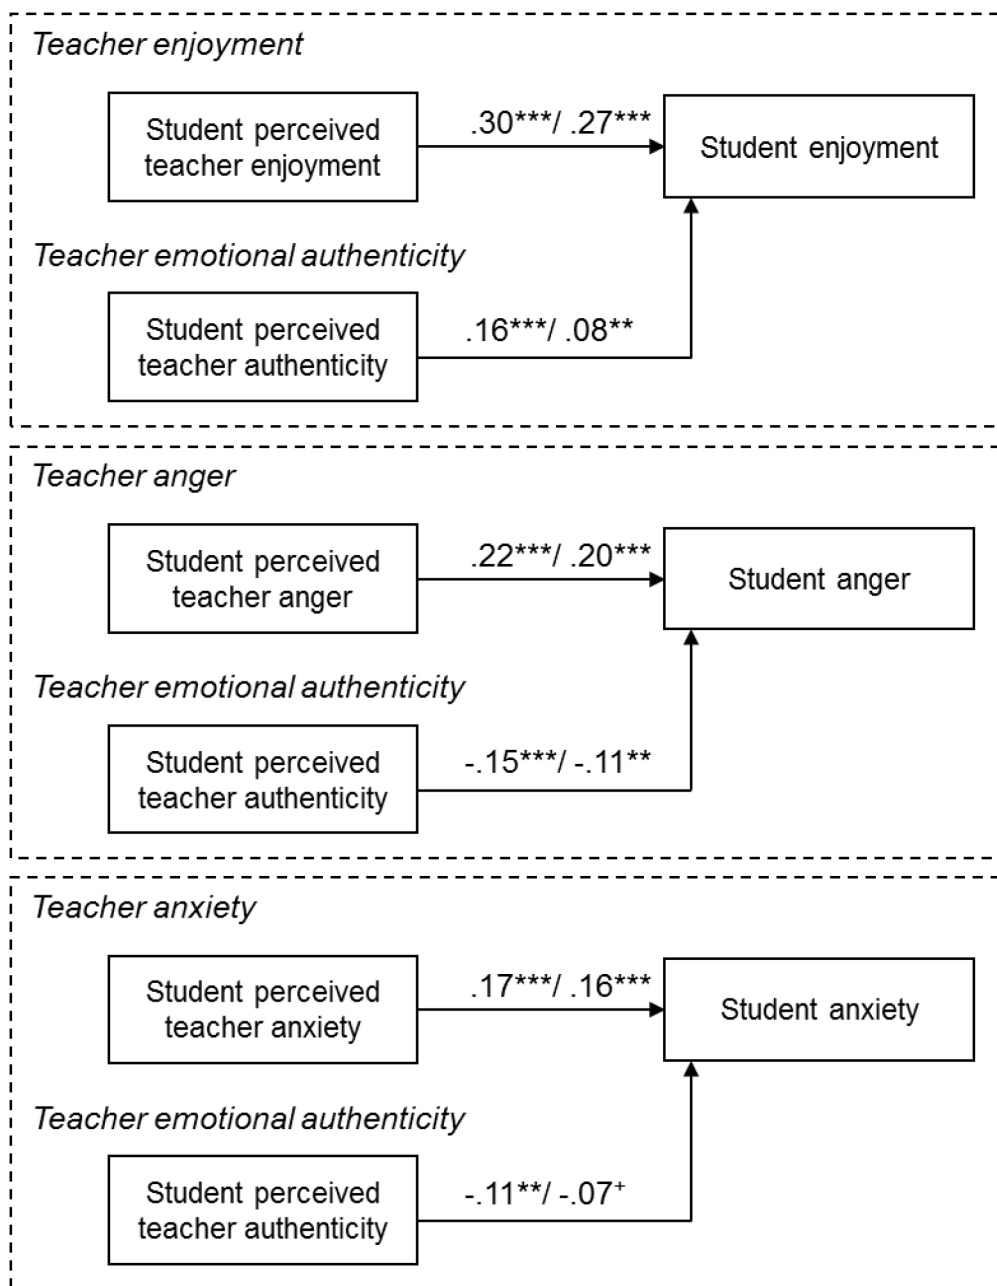 Teacher enjoyment
Student perceived
teacher enjoyment
.30***/ .27***
Student enjoyment
Teacher emotional authenticity
Student perceived
teacher authenticity
.16***/ .08**
Teacher anger
Student perceived
teacher anger
.22***/ .20***
Student anger
Teacher emotional authenticity
Student perceived
teacher authenticity
-.15***/ -.11**
Teacher anxiety
Student perceived
teacher anxiety
.17***/ .16***
Student anxiety
Teacher emotional authenticity
Student perceived
teacher authenticity
-.11**/ -.07⁺